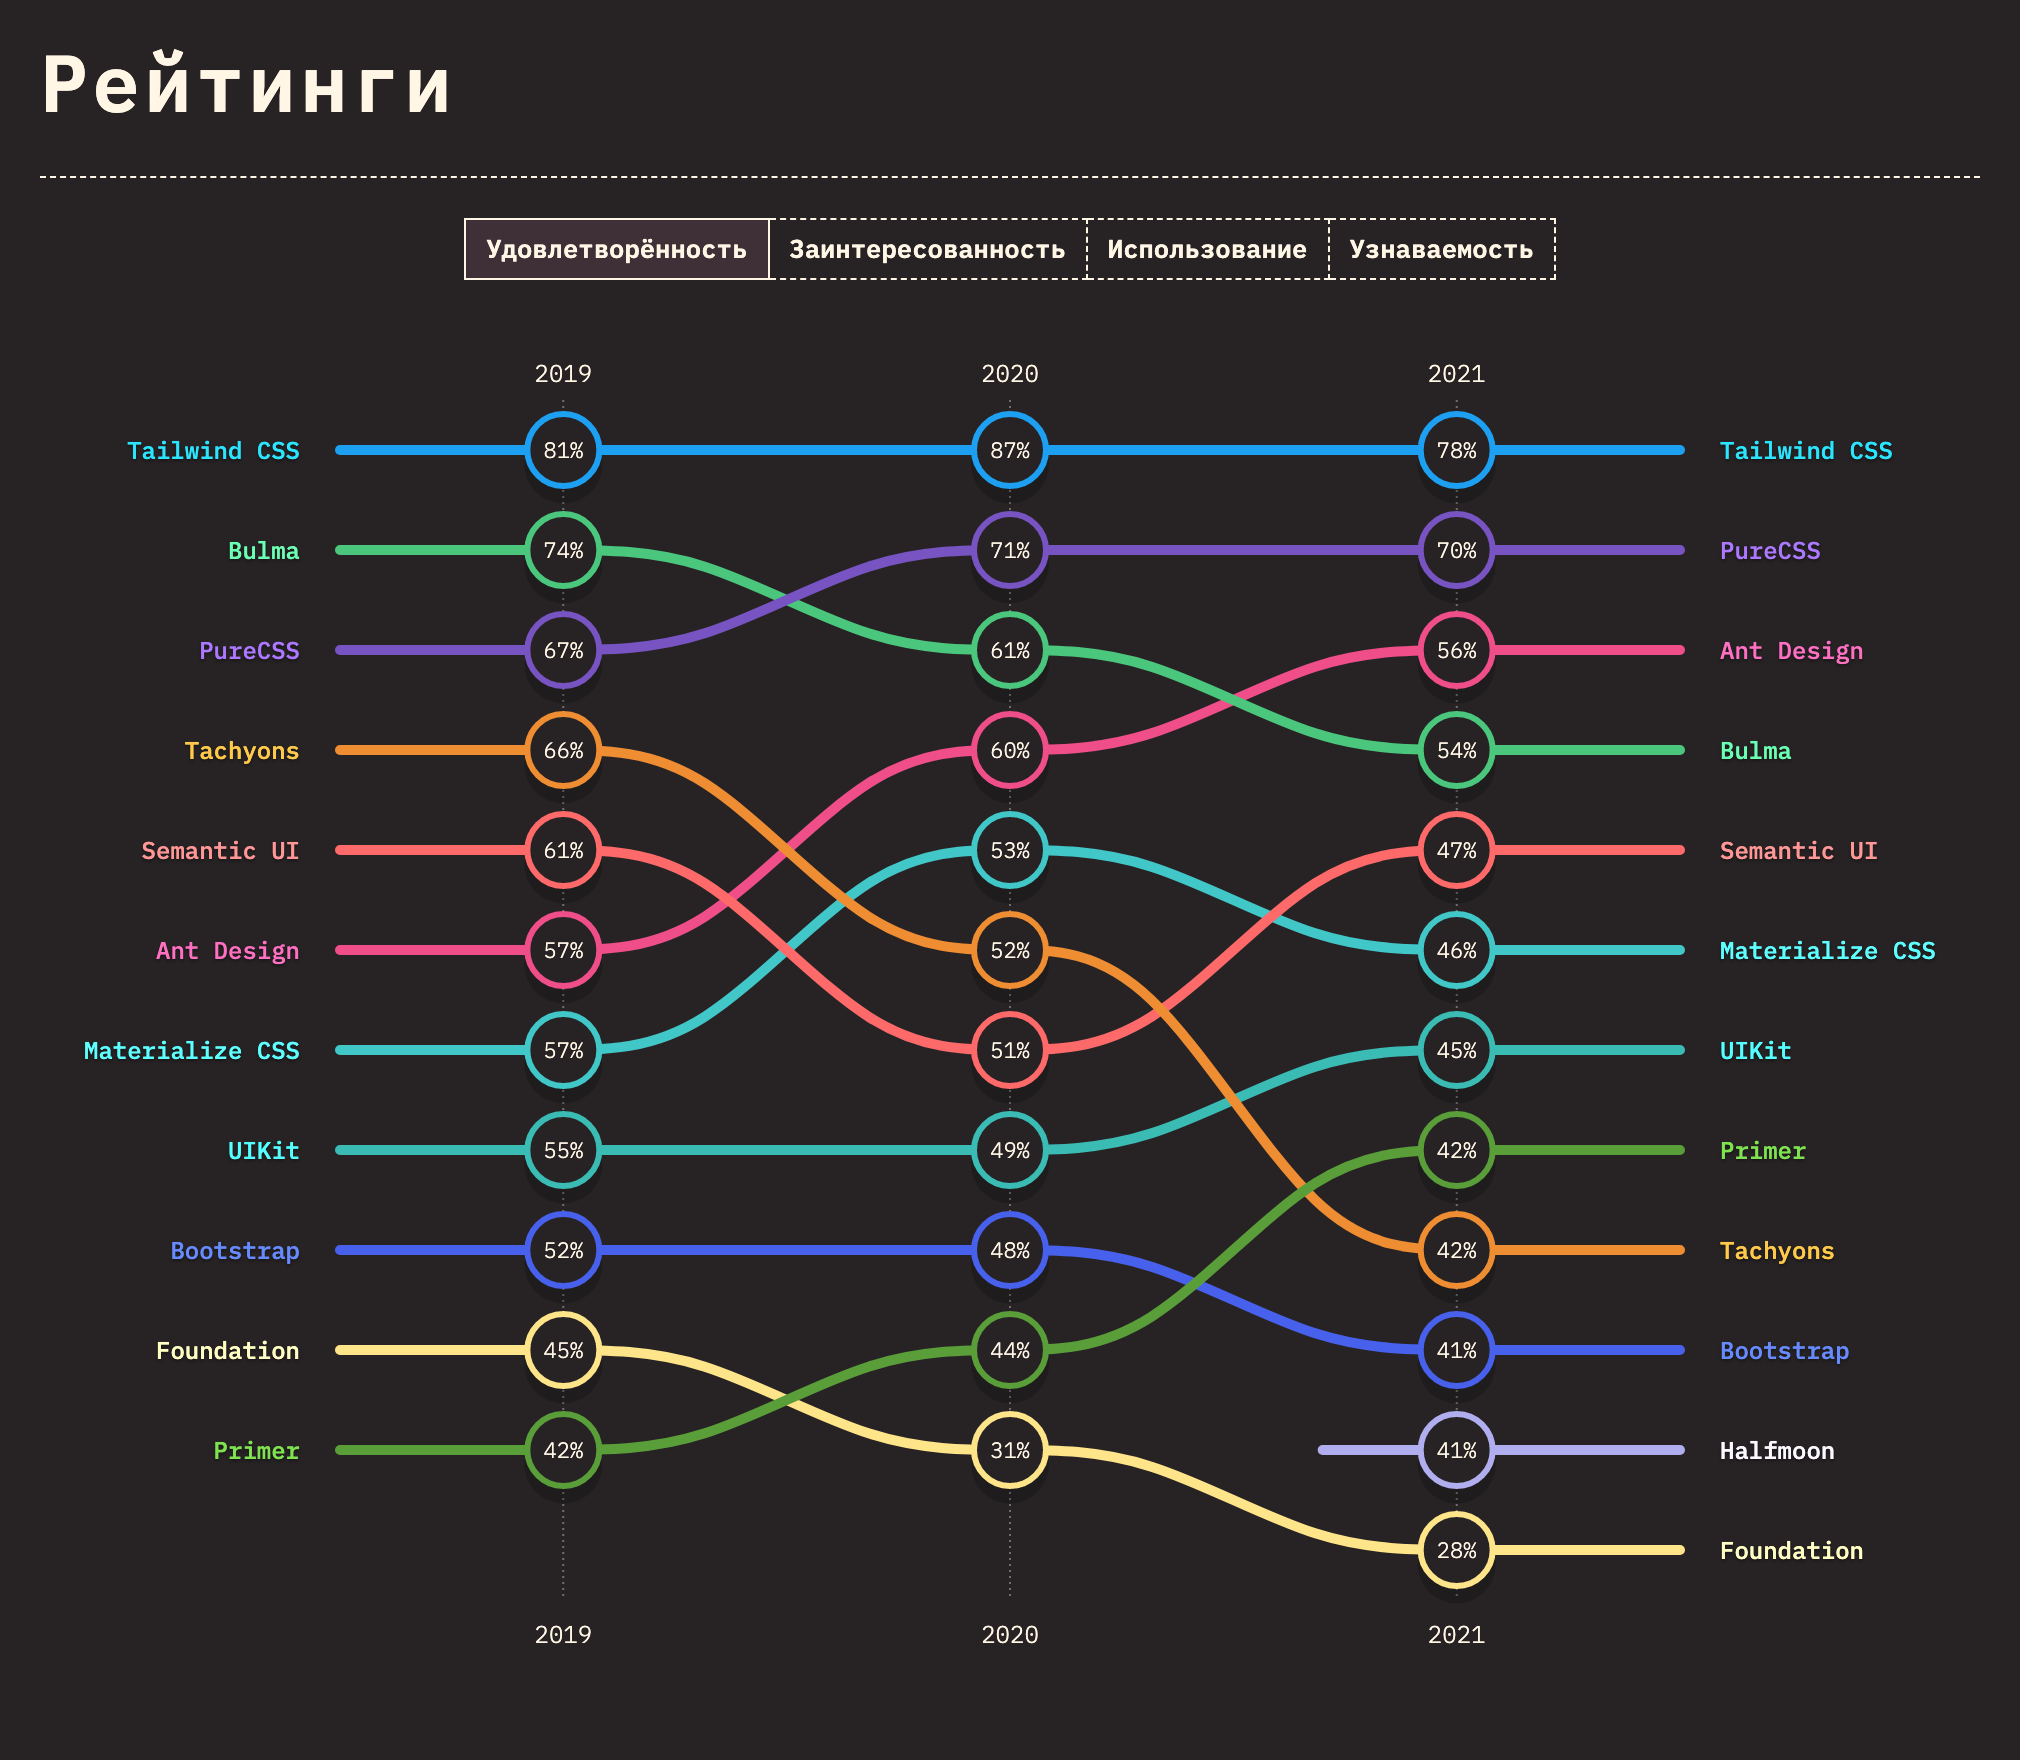 Рейтинги
Удовлетворённость Заинтересованность Использование Узнаваемость
2019 2020 2021
Tailwind CSS 81% 87% 78% Tailwind CSS
Bulma 74% 71% 70% PureCSS
PureCSS 67% 61% 56% Ant Design
Tachyons 66% 60% 54% Bulma
Semantic UI 61% 53% 47% Semantic UI
Ant Design 57% 52% 46% Materialize CSS
Materialize CSS 57% 51% 45% UIKit
UIKit 55% 49% 42% Primer
Bootstrap 52% 48% 42% Tachyons
Foundation 45% 44% 41% Bootstrap
Primer 42% 31% 41% Halfmoon
28% Foundation
2019 2020 2021